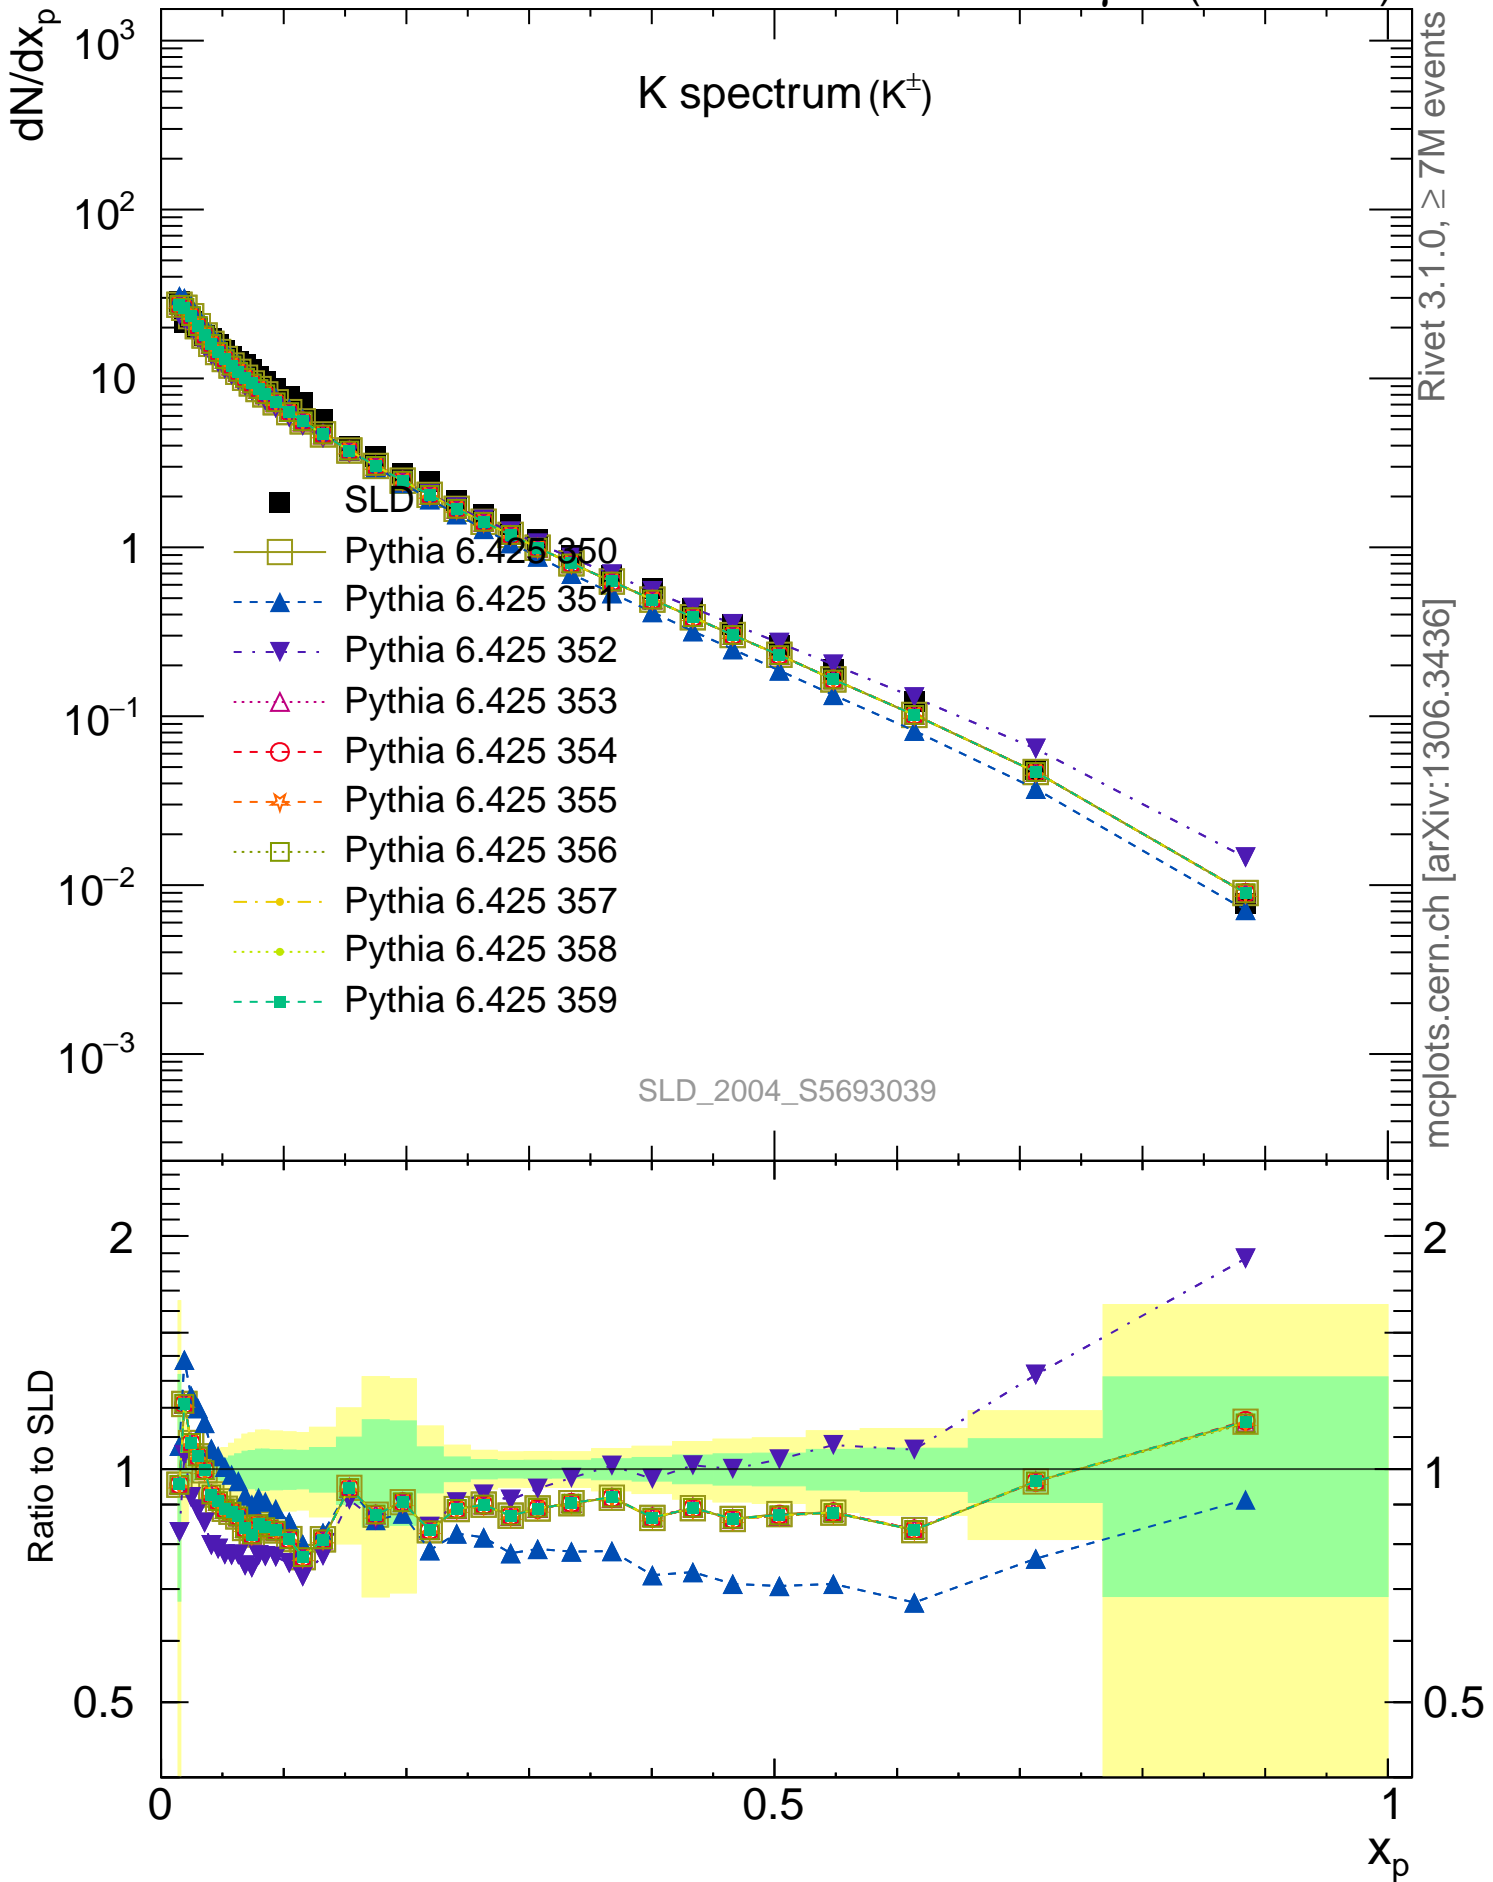 dN/dx_p
K spectrum (K±)
10³
10²
10
1
10⁻¹
10⁻²
10⁻³
SLD
Pythia 6.425 350
Pythia 6.425 351
Pythia 6.425 352
Pythia 6.425 353
Pythia 6.425 354
Pythia 6.425 355
Pythia 6.425 356
Pythia 6.425 357
Pythia 6.425 358
Pythia 6.425 359
SLD_2004_S5693039
Rivet 3.1.0, ≥ 7M events
mcplots.cern.ch [arXiv:1306.3436]
Ratio to SLD
2
1
0.5
2
1
0.5
0
0.5
1
x_p